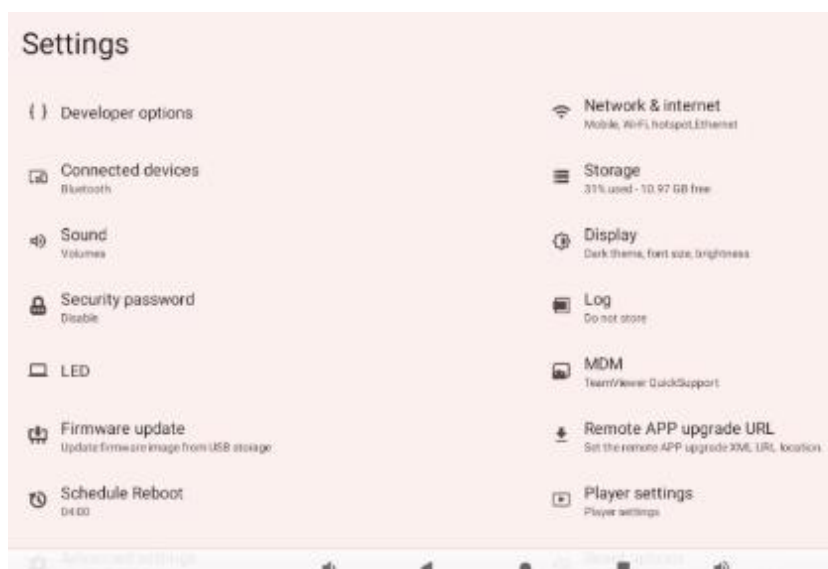 Settings
{ } Developer options
Network & internet
Mobile, Wi-Fi, hotspot,Ethernet
Connected devices
Bluetooth
Storage
31% used - 10.97 GB free
Sound
Volumes
Display
Dark theme, font size, brightness
Security password
Disable
Log
Do not store
LED
MDM
TeamViewer QuickSupport
Firmware update
Update firmware image from USB storage
Remote APP upgrade URL
Set the remote APP upgrade XML URL location.
Schedule Reboot
04:00
Player settings
Player settings
Advanced settings